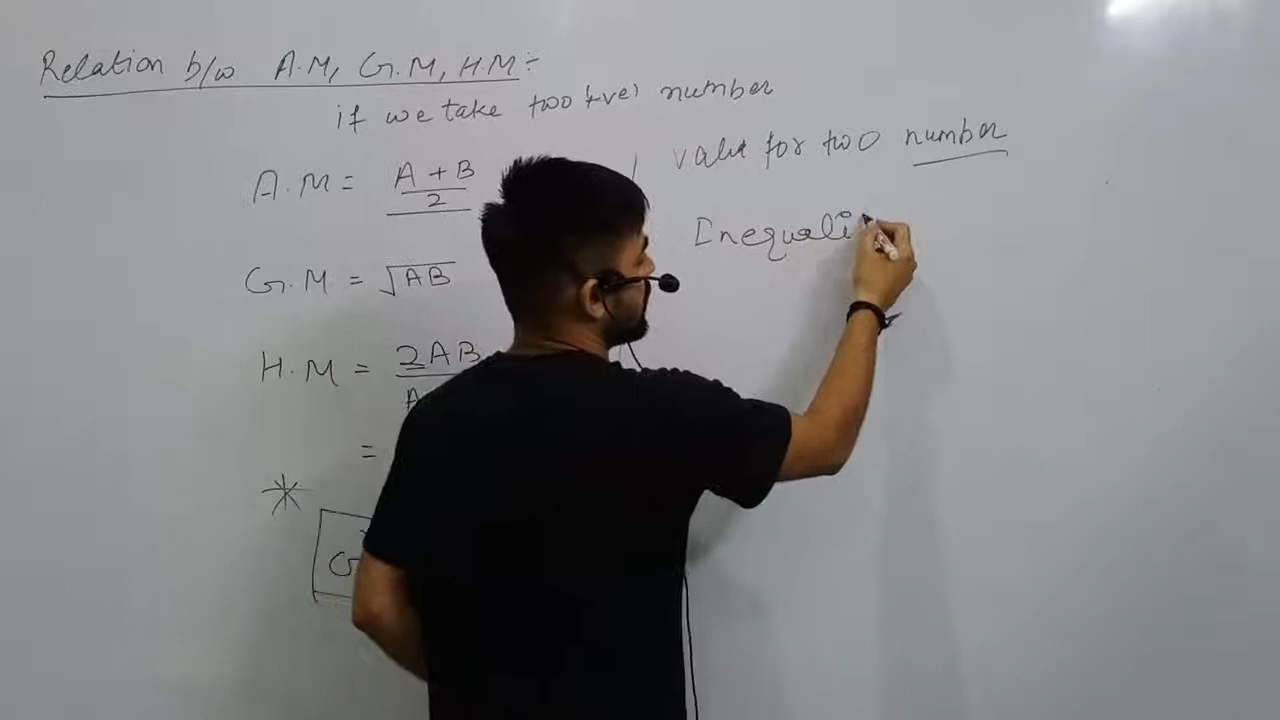 Relation b/w A.M, G.M, H.M :-
if we take two +ve number
A.M = A + B / 2
valid for two number
Inequali
G.M = √AB
H.M = 2AB
=
*
G